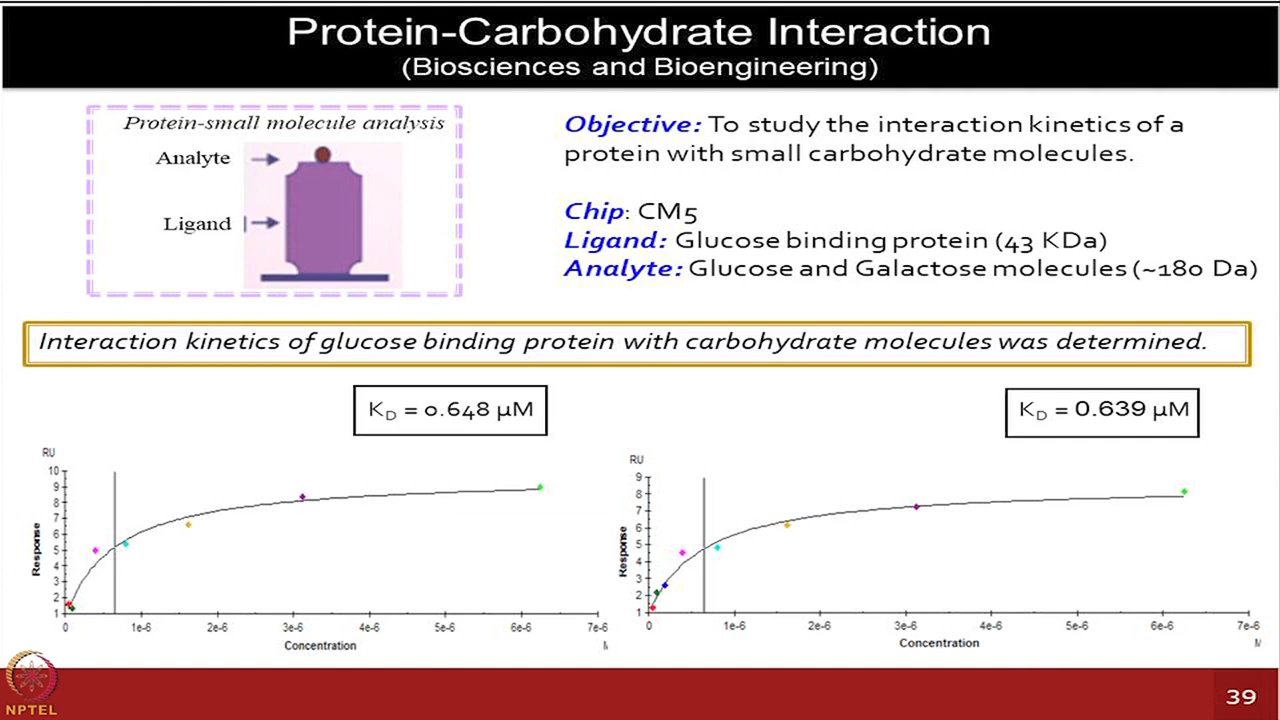 Protein-Carbohydrate Interaction
(Biosciences and Bioengineering)
Protein-small molecule analysis
Analyte
Ligand
Objective: To study the interaction kinetics of a
protein with small carbohydrate molecules.
Chip: CM5
Ligand: Glucose binding protein (43 KDa)
Analyte: Glucose and Galactose molecules (~180 Da)
Interaction kinetics of glucose binding protein with carbohydrate molecules was determined.
KD = 0.648 µM
KD = 0.639 µM
RU
10
9
8
7
6
5
4
3
2
1
Response
0 1e-6 2e-6 3e-6 4e-6 5e-6 6e-6 7e-6
Concentration
RU
9
8
7
6
5
4
3
2
1
Response
0 1e-6 2e-6 3e-6 4e-6 5e-6 6e-6 7e-6
Concentration
NPTEL
39